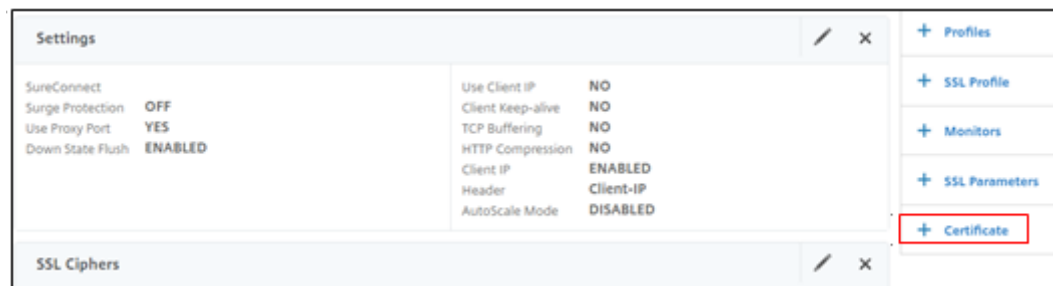 Settings
SureConnect
Surge Protection OFF
Use Proxy Port YES
Down State Flush ENABLED
Use Client IP NO
Client Keep-alive NO
TCP Buffering NO
HTTP Compression NO
Client IP ENABLED
Header Client-IP
AutoScale Mode DISABLED
SSL Ciphers
+ Profiles
+ SSL Profile
+ Monitors
+ SSL Parameters
+ Certificate